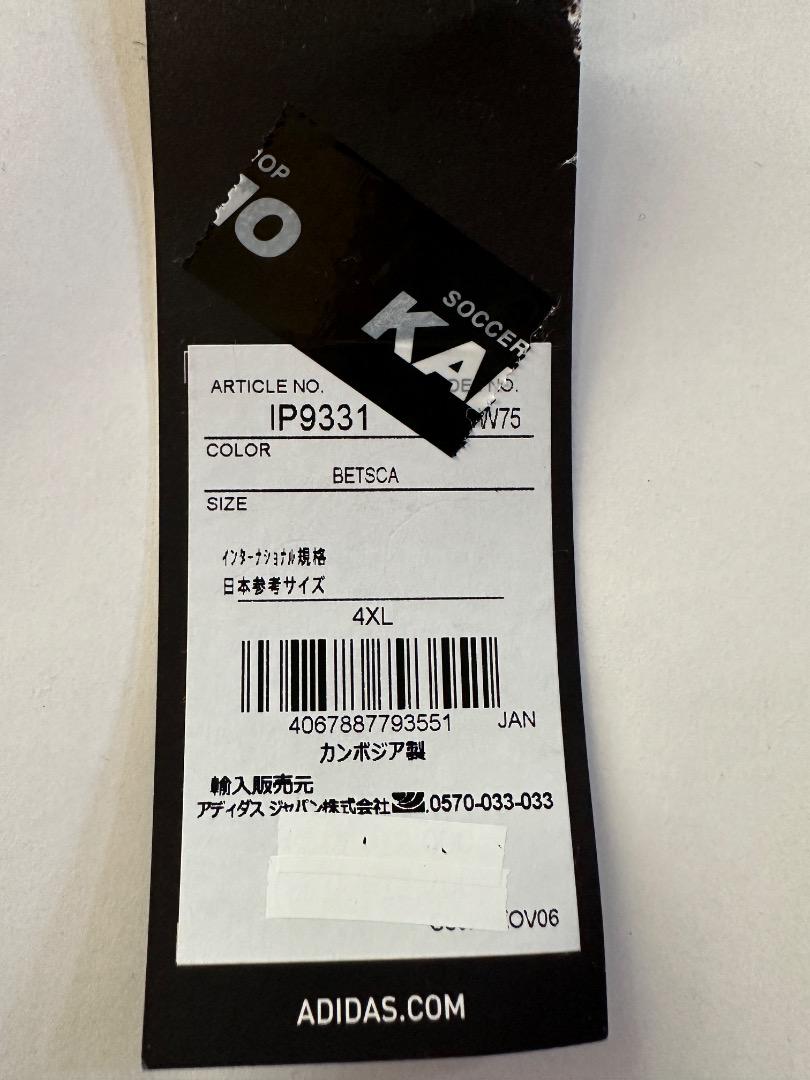 SOCCER
KA
ARTICLE NO.
NO.
IP9331
W75
COLOR
BETSCA
SIZE
インターナショナル規格
日本参考サイズ
4XL
4067887793551 JAN
カンボジア製
輸入販売元
アディダス ジャパン株式会社 .0570-033-033
OV06
ADIDAS.COM